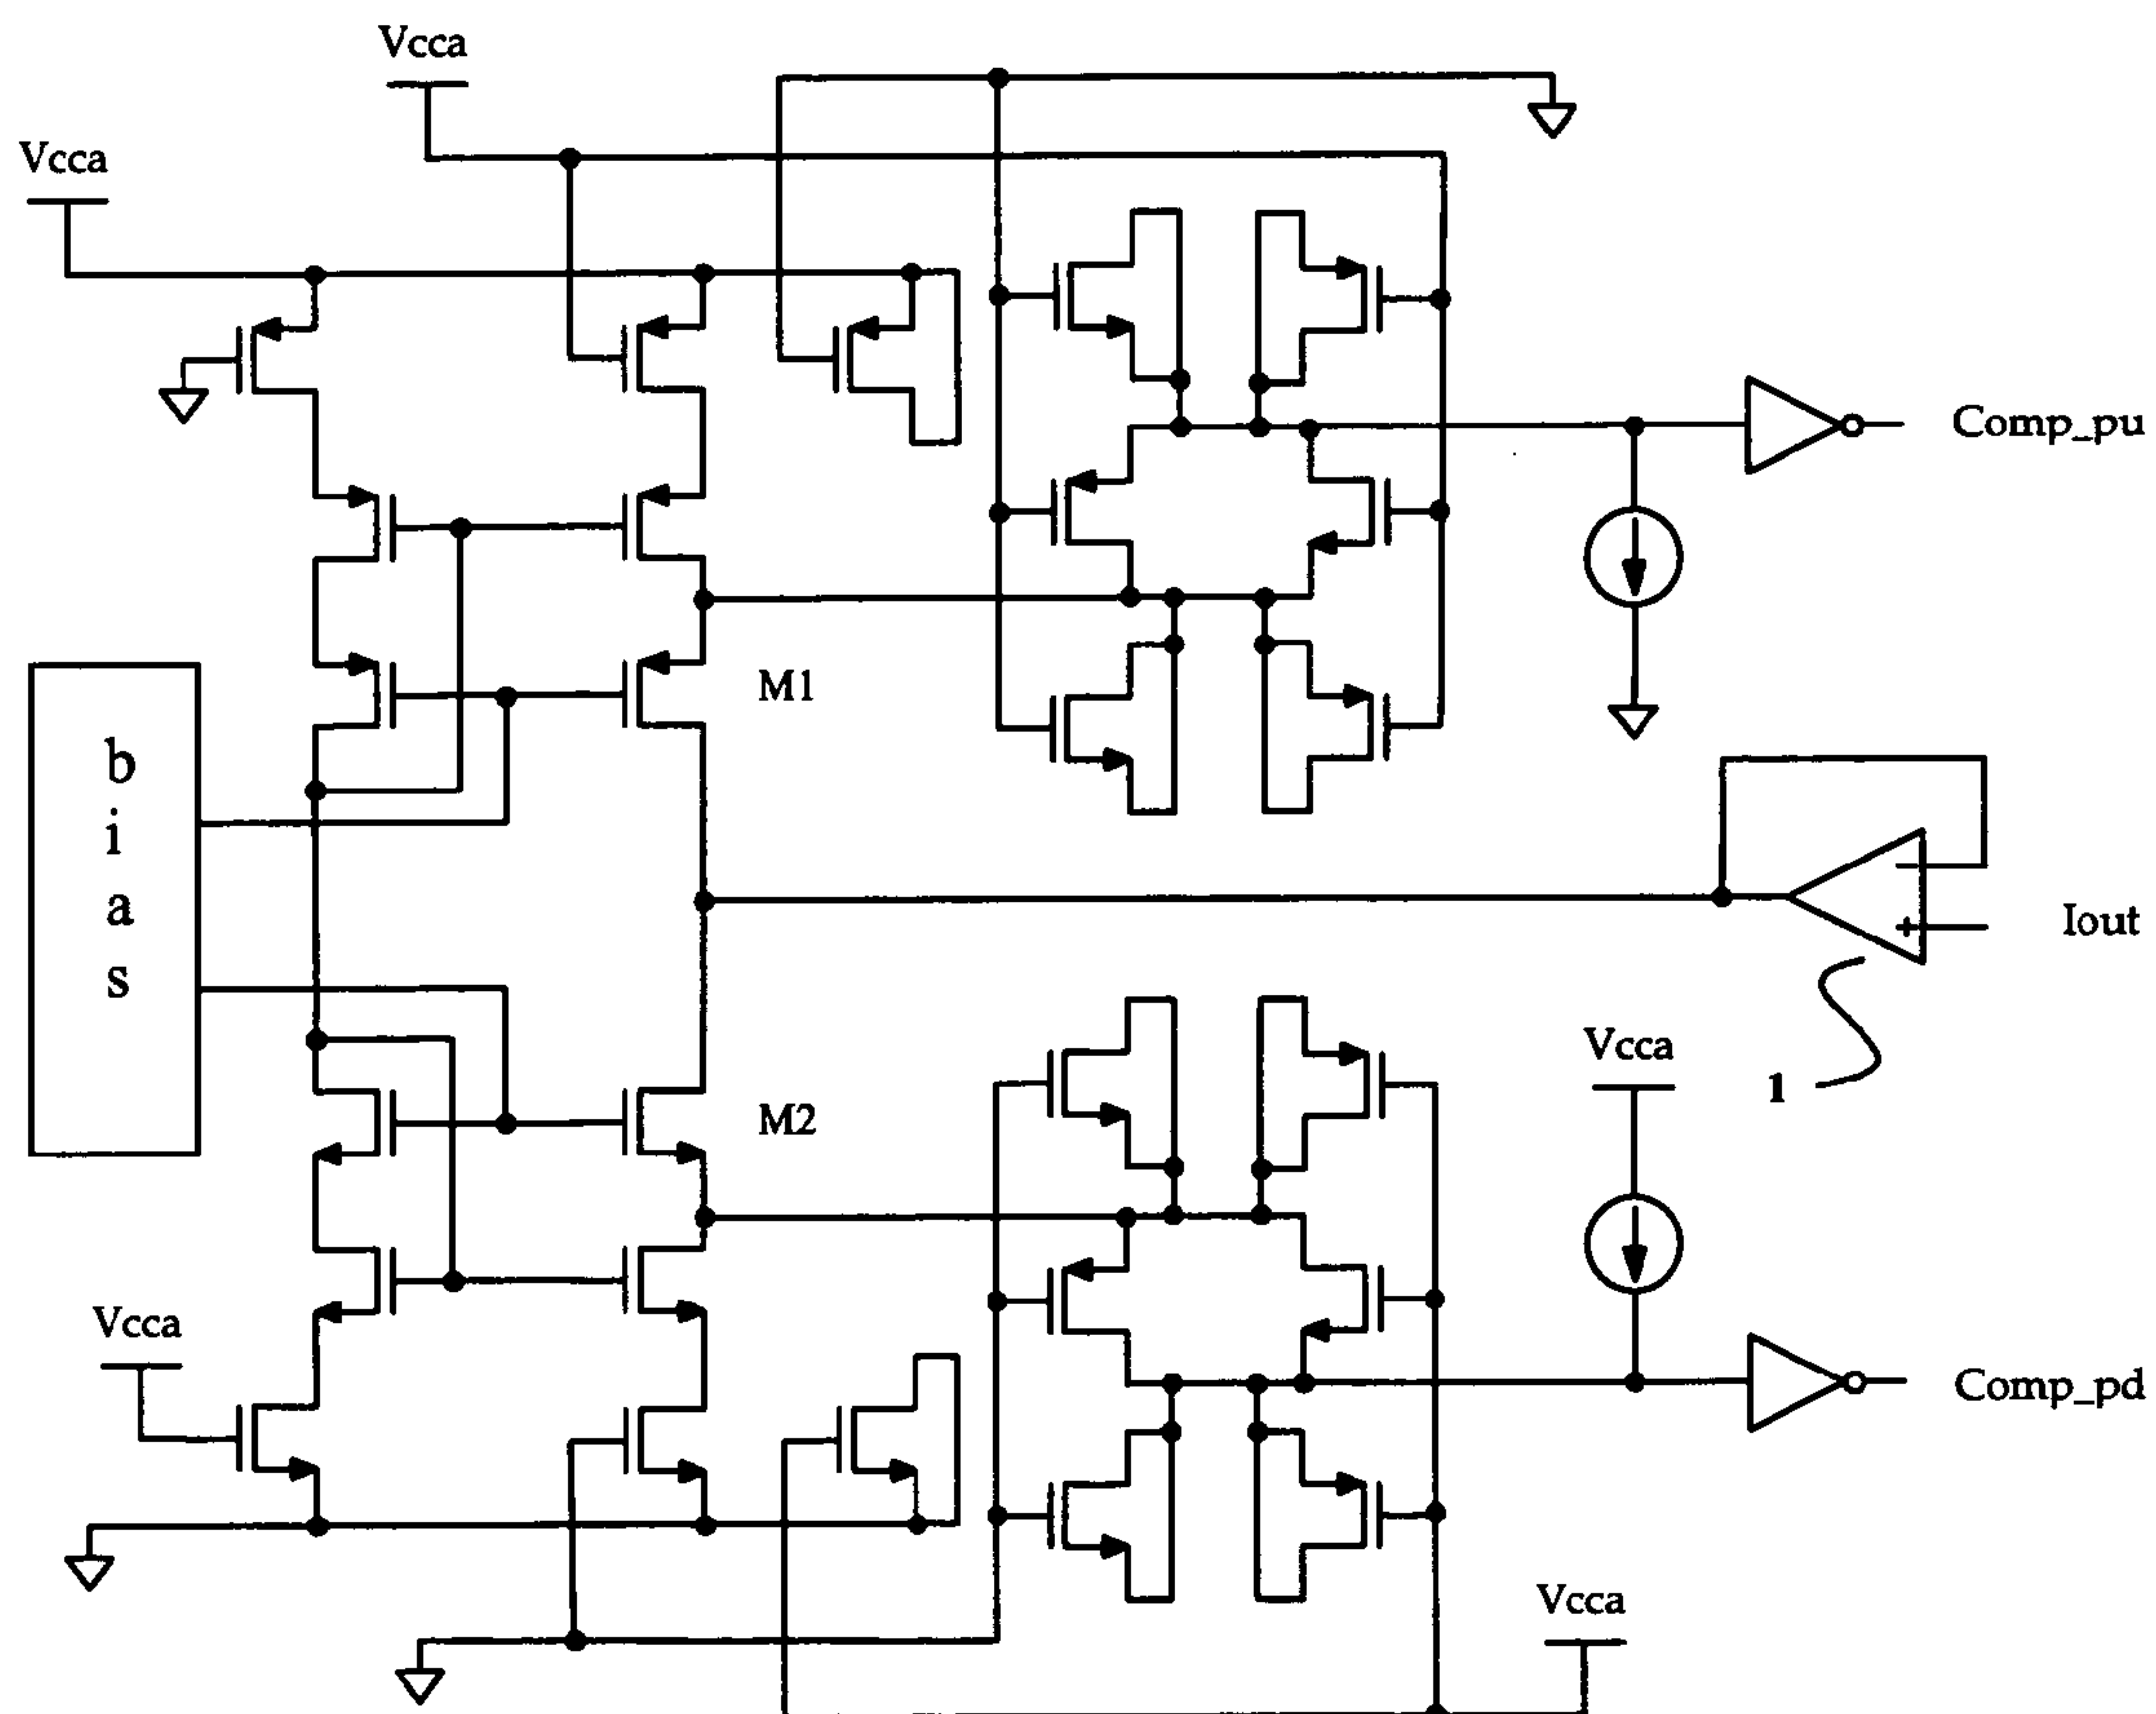 Vcca
Vcca
Comp_pu
M1
b
i
a
s
Iout
-
+
1
M2
Vcca
Vcca
Comp_pd
Vcca